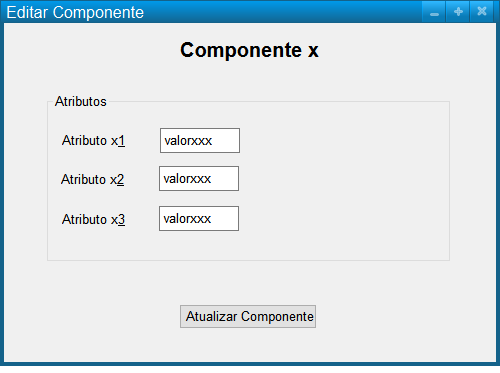 Editar Componente
Componente x
Atributos
Atributo x1 valorxxx
Atributo x2 valorxxx
Atributo x3 valorxxx
Atualizar Componente